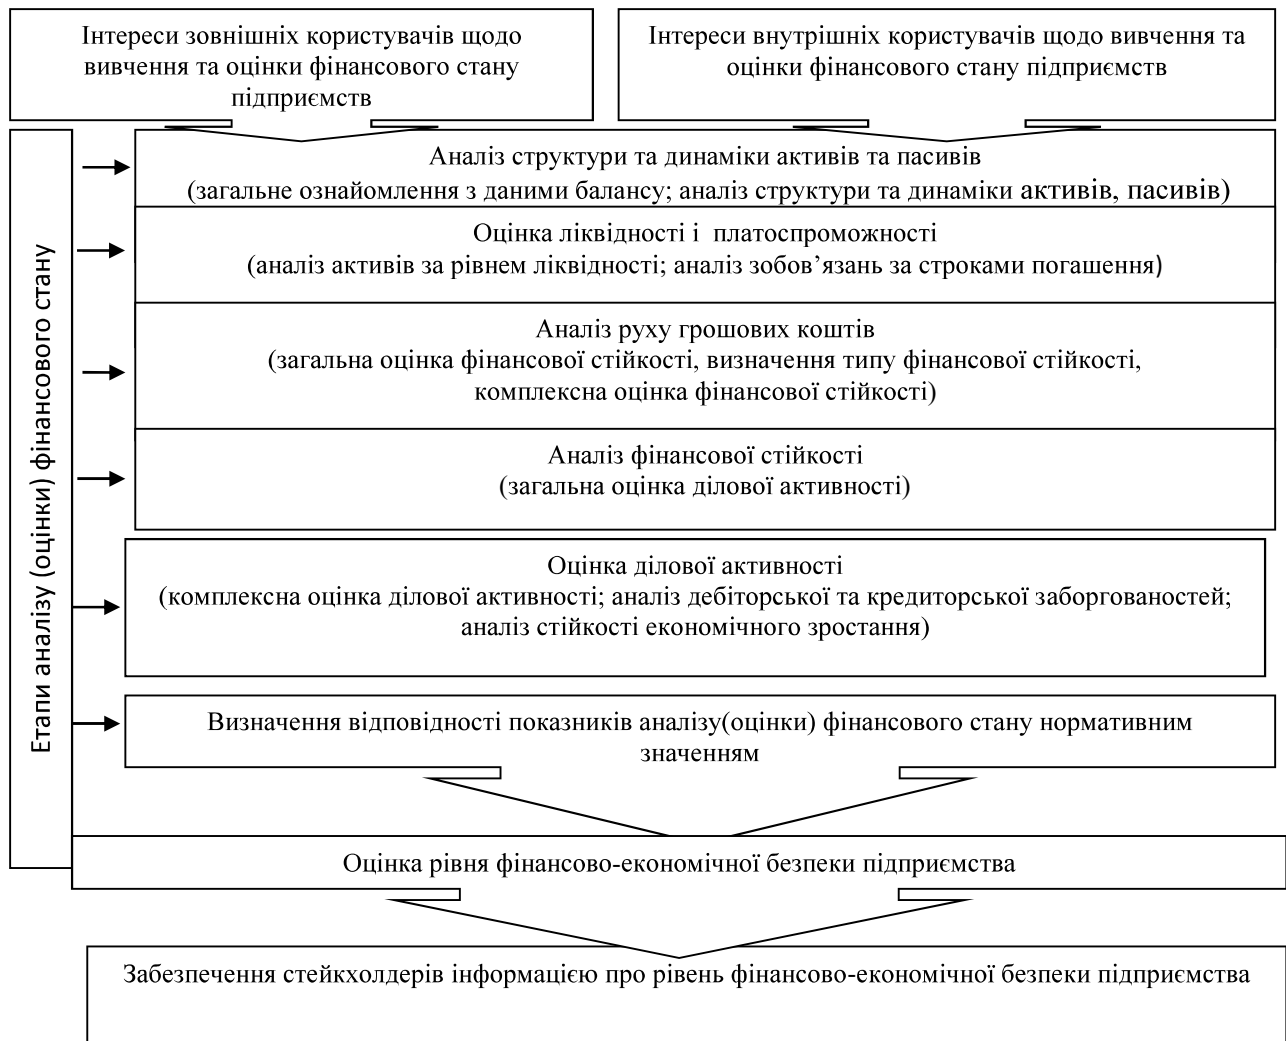 Інтереси зовнішніх користувачів щодо
вивчення та оцінки фінансового стану
підприємств
Інтереси внутрішніх користувачів щодо вивчення та
оцінки фінансового стану підприємств
Етапи аналізу (оцінки) фінансового стану
Аналіз структури та динаміки активів та пасивів
(загальне ознайомлення з даними балансу; аналіз структури та динаміки активів, пасивів)
Оцінка ліквідності і  платоспроможності
(аналіз активів за рівнем ліквідності; аналіз зобов’язань за строками погашення)
Аналіз руху грошових коштів
(загальна оцінка фінансової стійкості, визначення типу фінансової стійкості,
комплексна оцінка фінансової стійкості)
Аналіз фінансової стійкості
(загальна оцінка ділової активності)
Оцінка ділової активності
(комплексна оцінка ділової активності; аналіз дебіторської та кредиторської заборгованостей;
аналіз стійкості економічного зростання)
Визначення відповідності показників аналізу(оцінки) фінансового стану нормативним
значенням
Оцінка рівня фінансово-економічної безпеки підприємства
Забезпечення стейкхолдерів інформацією про рівень фінансово-економічної безпеки підприємства